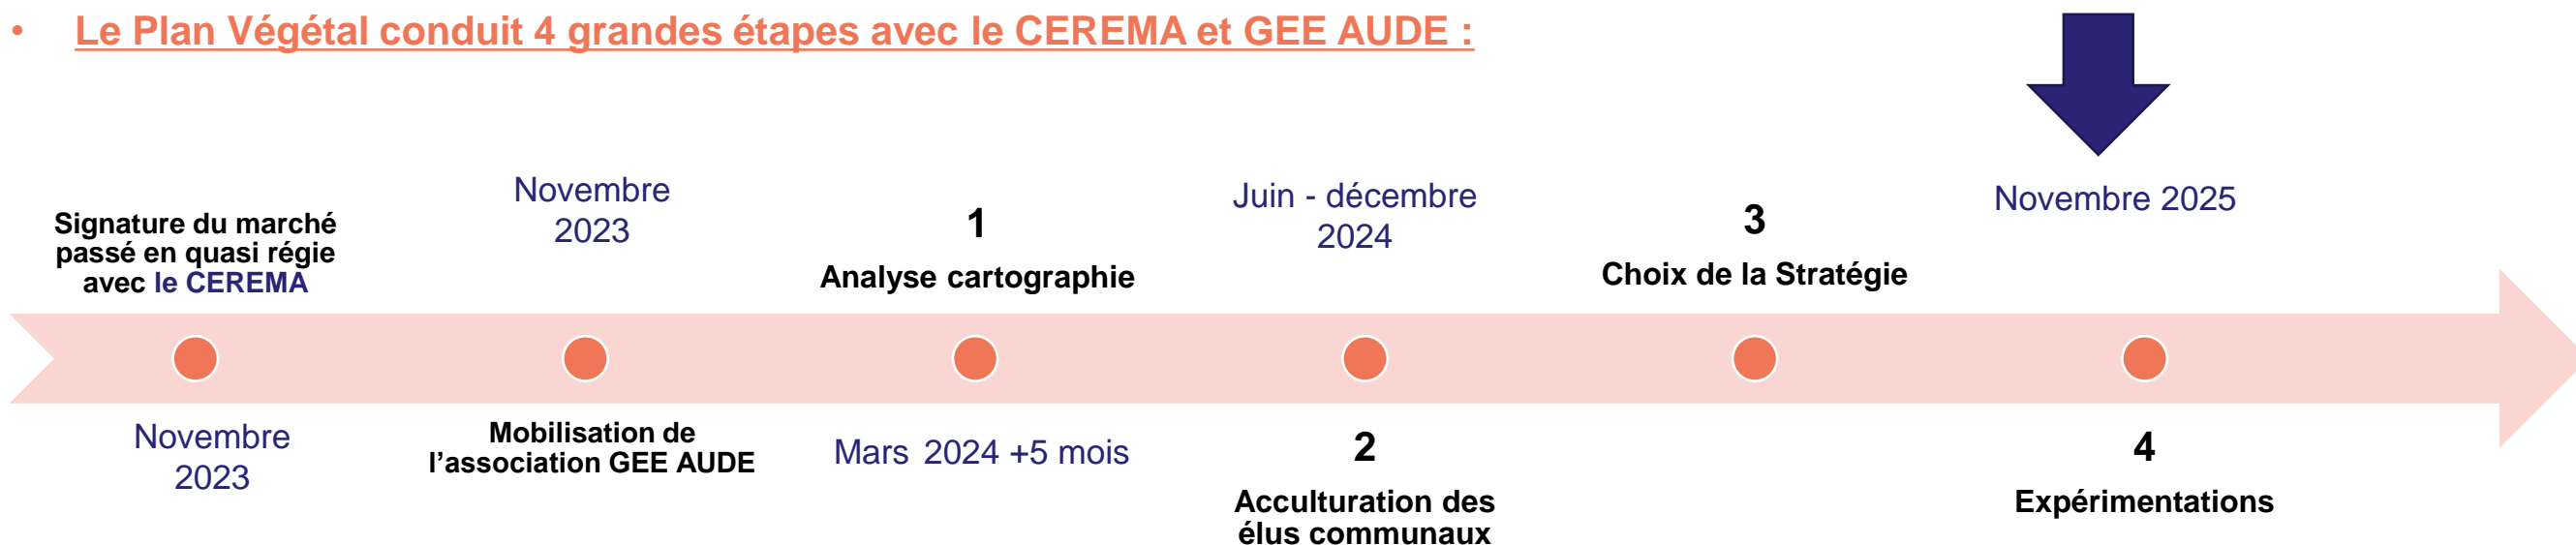 • Le Plan Végétal conduit 4 grandes étapes avec le CEREMA et GEE AUDE :
Signature du marché
passé en quasi régie
avec le CEREMA
Novembre
2023
Novembre
2023
Mobilisation de
l'association GEE AUDE
1
Analyse cartographie
Mars 2024 +5 mois
Juin - décembre
2024
2
Acculturation des
élus communaux
3
Choix de la Stratégie
Novembre 2025
4
Expérimentations